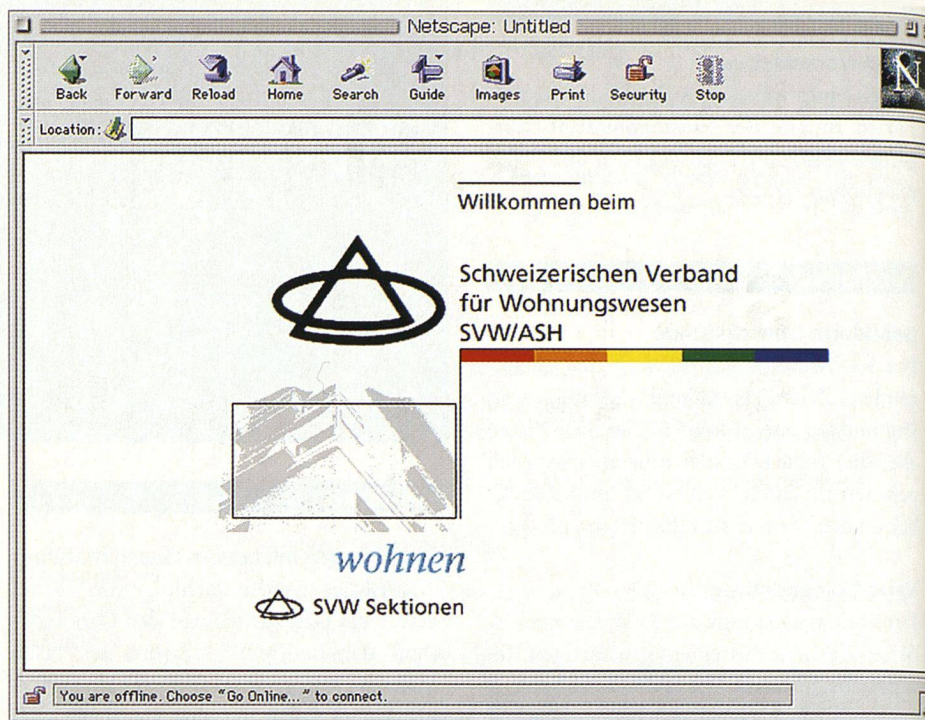 Netscape: Untitled
Back Forward Reload Home Search Guide Images Print Security Stop
N
Location:
Willkommen beim
Schweizerischen Verband
für Wohnungswesen
SVW/ASH
wohnen
SVW Sektionen
You are offline. Choose “Go Online...” to connect.